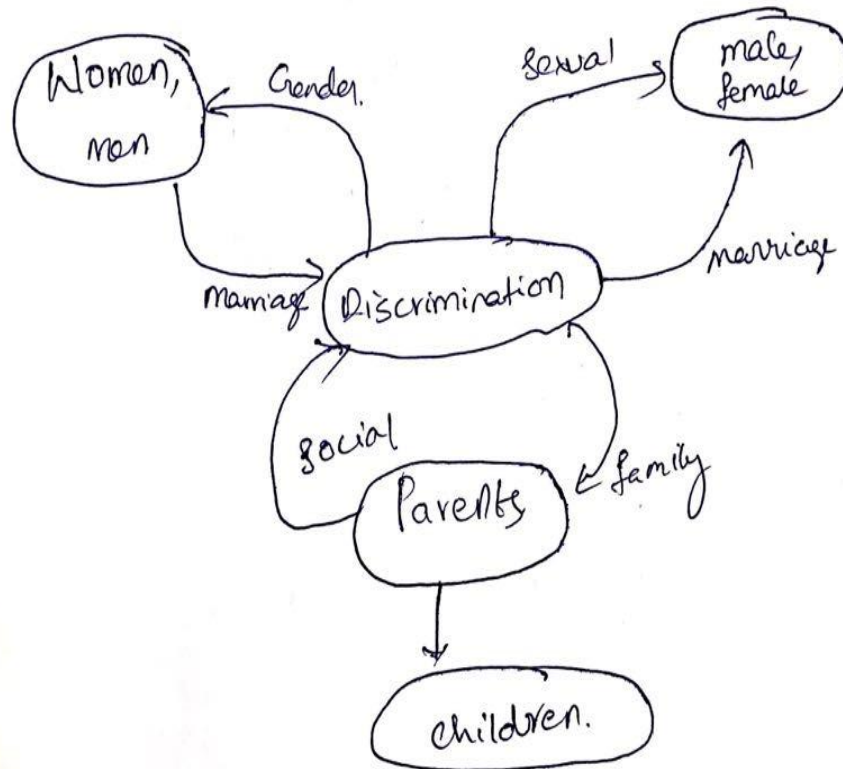 Women,
men
Gender.
sexual
male,
female
marriage
Discrimination
marriage
social
family
Parents
children.